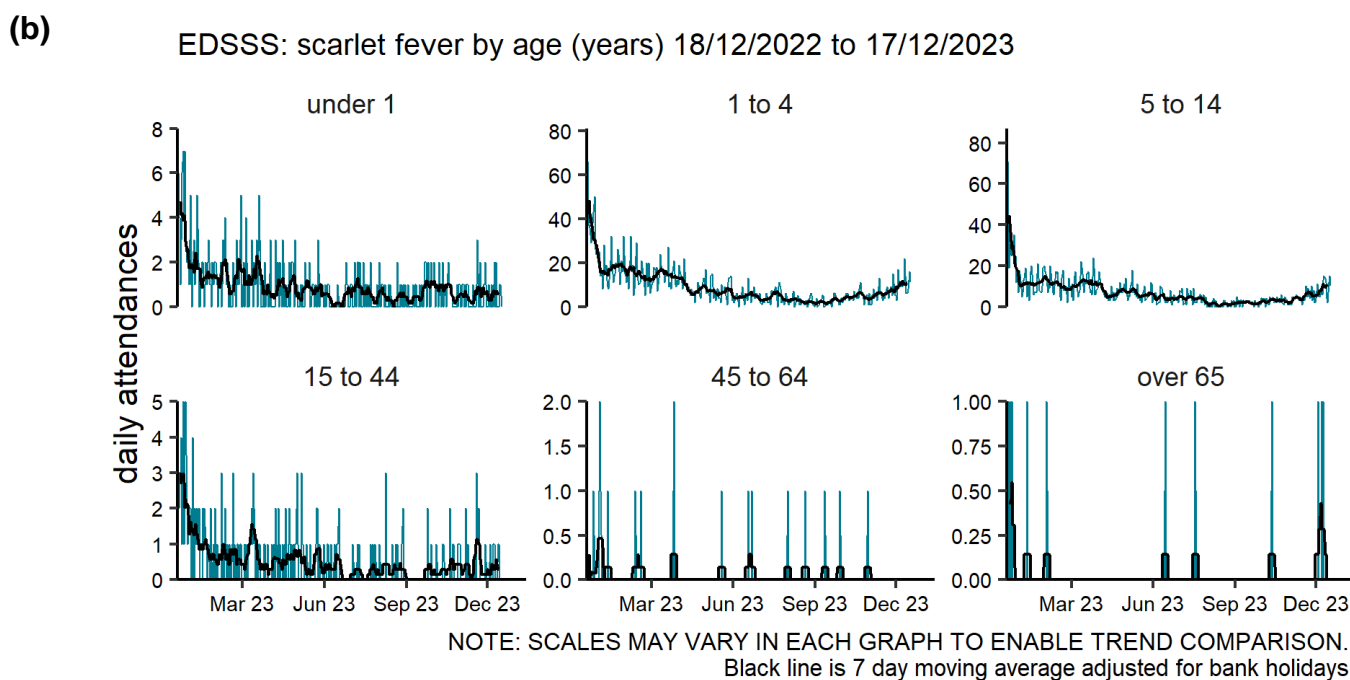 (b)
EDSSS: scarlet fever by age (years) 18/12/2022 to 17/12/2023
daily attendances
under 1
8
6
4
2
0
1 to 4
80
60
40
20
0
5 to 14
80
60
40
20
0
15 to 44
5
4
3
2
1
0
Mar 23 Jun 23 Sep 23 Dec 23
45 to 64
2.0
1.5
1.0
0.5
0.0
Mar 23 Jun 23 Sep 23 Dec 23
over 65
1.00
0.75
0.50
0.25
0.00
Mar 23 Jun 23 Sep 23 Dec 23
NOTE: SCALES MAY VARY IN EACH GRAPH TO ENABLE TREND COMPARISON.
Black line is 7 day moving average adjusted for bank holidays